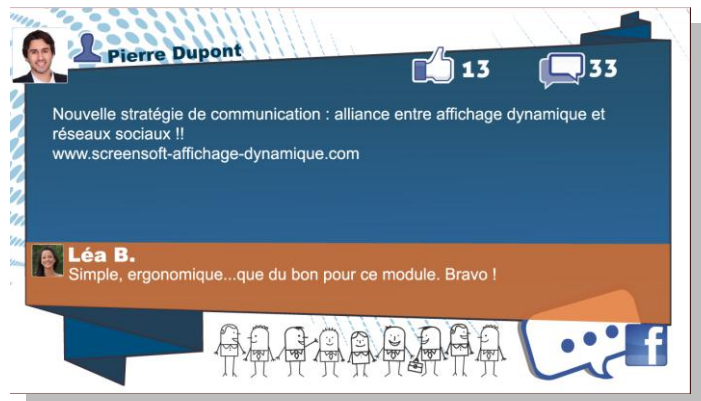 Pierre Dupont
13
33
Nouvelle stratégie de communication : alliance entre affichage dynamique et
réseaux sociaux !!
www.screensoft-affichage-dynamique.com
Léa B.
Simple, ergonomique...que du bon pour ce module. Bravo !
f